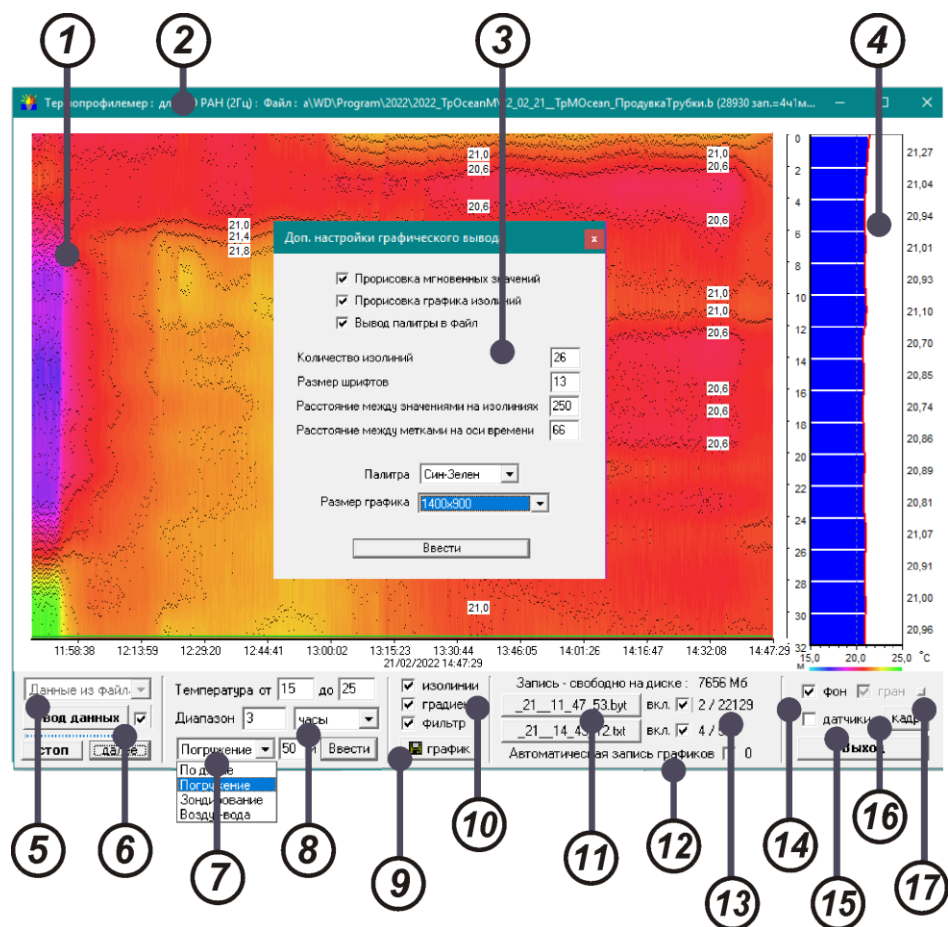 1 2 3 4
Термопрофилемер : дл РАН (2Гц) : Файл : a\WD\Program\2022\2022_TpOceanM\ 2_02_21__TpMOcean_ПродувкаТрубки.b (28930 зап.=4ч1м...
21,0 21,0
20,6 20,6
20,6 20,6
21,0
21,4
21,8
21,0
21,0
20,6
20,6
20,6
20,6
21,0
Доп. настройки графического вывод x
Прорисовка мгновенных значений
Прорисовка графика изолиний
Вывод палитры в файл
Количество изолиний 26
Размер шрифтов 13
Расстояние между значениями на изолиниях 250
Расстояние между метками на оси времени 66
Палитра Син-Зелен
Размер графика 1400x900
Ввести
0 21,27
2 21,04
4 20,94
6 21,01
8 20,93
10 21,10
12 20,70
14 20,85
16 20,74
18 20,86
20 20,89
22 20,81
24 21,07
26 20,91
28 21,00
30 20,96
32
м 15,0 20,0 25,0 °C
11:58:38 12:13:59 12:29:20 12:44:41 13:00:02 13:15:23 13:30:44 13:46:05 14:01:26 14:16:47 14:32:08 14:47:29
21/02/2022 14:47:29
Данные из файл
вод данных
стоп далее
Температура от 15 до 25
Диапазон 3 часы
Погружение 50 Ввести
Погружение
Зондирование
Воздух-вода
изолинии
градиен
фильтр
график
Запись - свободно на диске : 7656 Мб
_21__11_47_53.byt вкл. 2 / 22129
вкл. 4 /
Автоматическая запись графиков 0
фон гран
датчики кадр
Выход
5 6 7 8 9 10 11 12 13 14 15 16 17